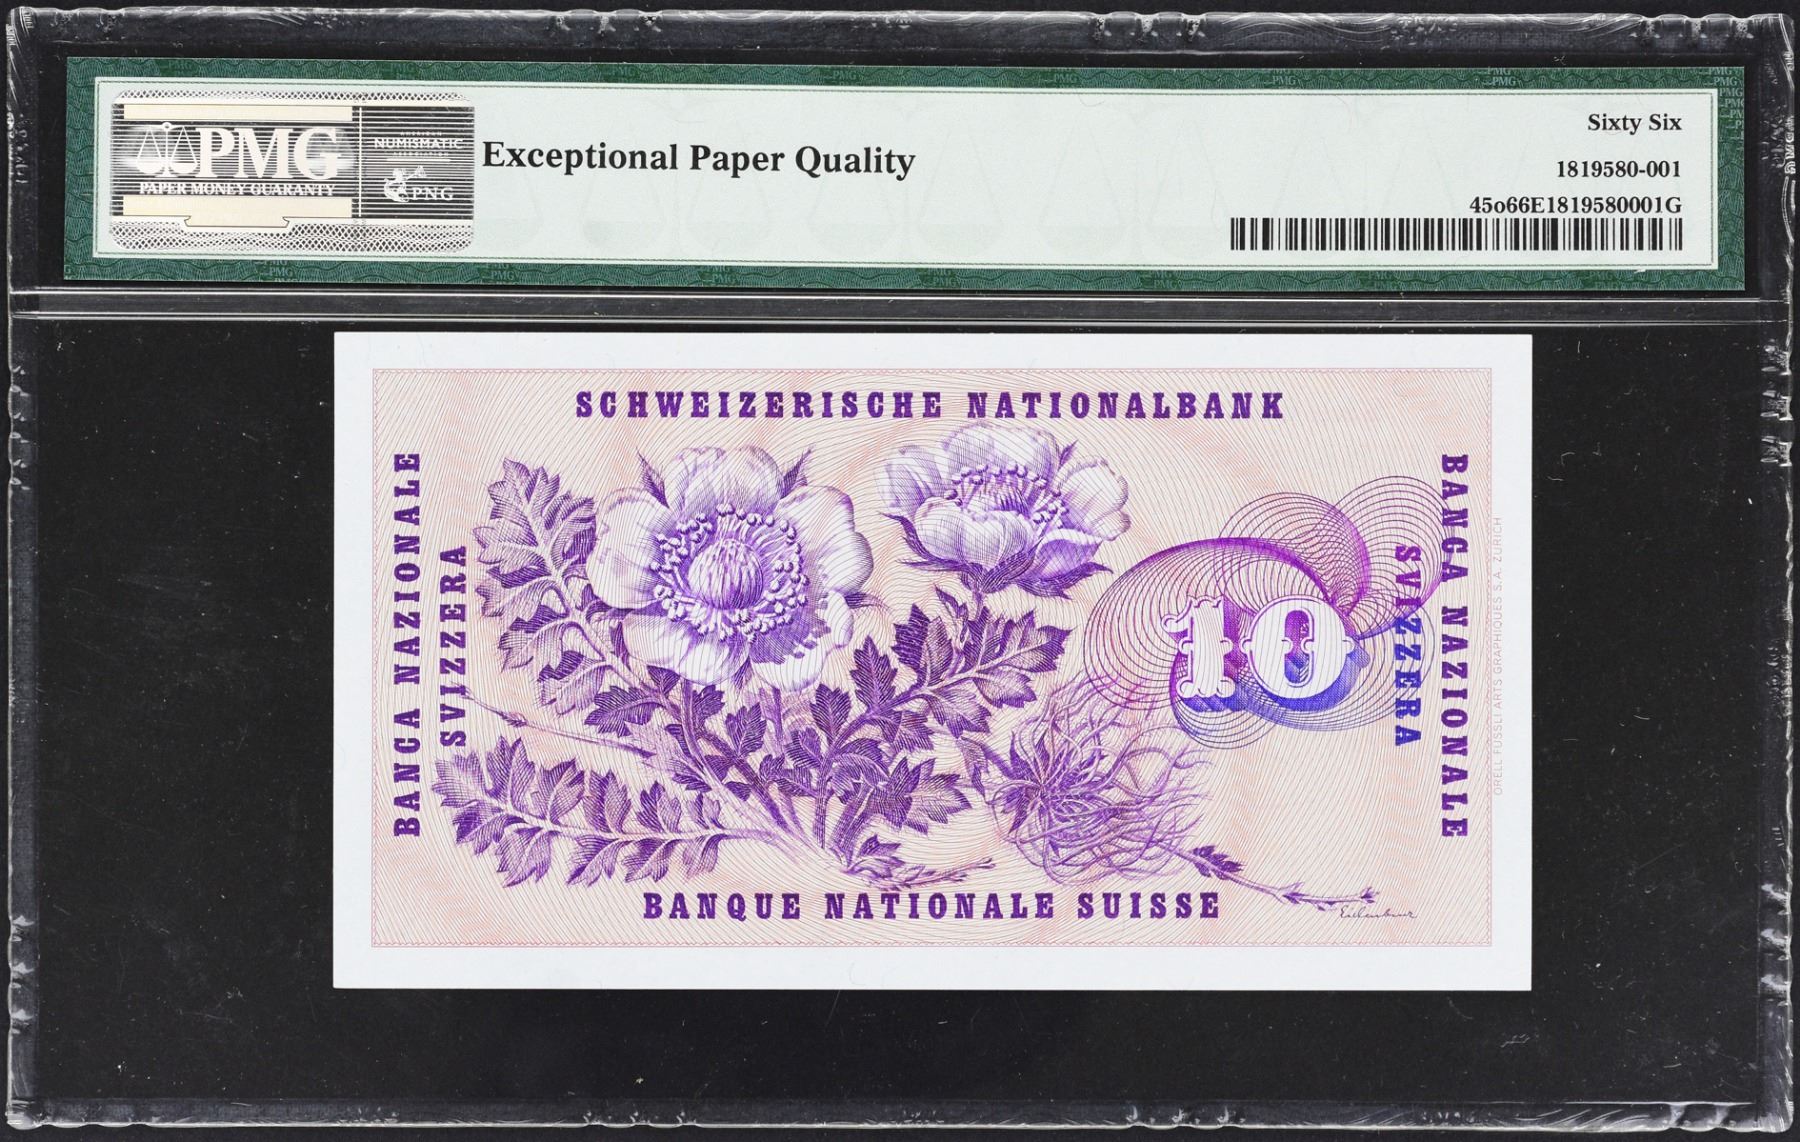 PMG
PAPER MONEY GUARANTY
NUMISMATIC
PNG
Exceptional Paper Quality
Sixty Six
1819580-001
45o66E1819580001G
SCHWEIZERISCHE NATIONALBANK
BANCA NAZIONALE
SVIZZERA
10
BANCA NAZIONALE
SVIZZERA
ORELL FÜSSLI ARTS GRAPHIQUES S.A. ZURICH
BANQUE NATIONALE SUISSE